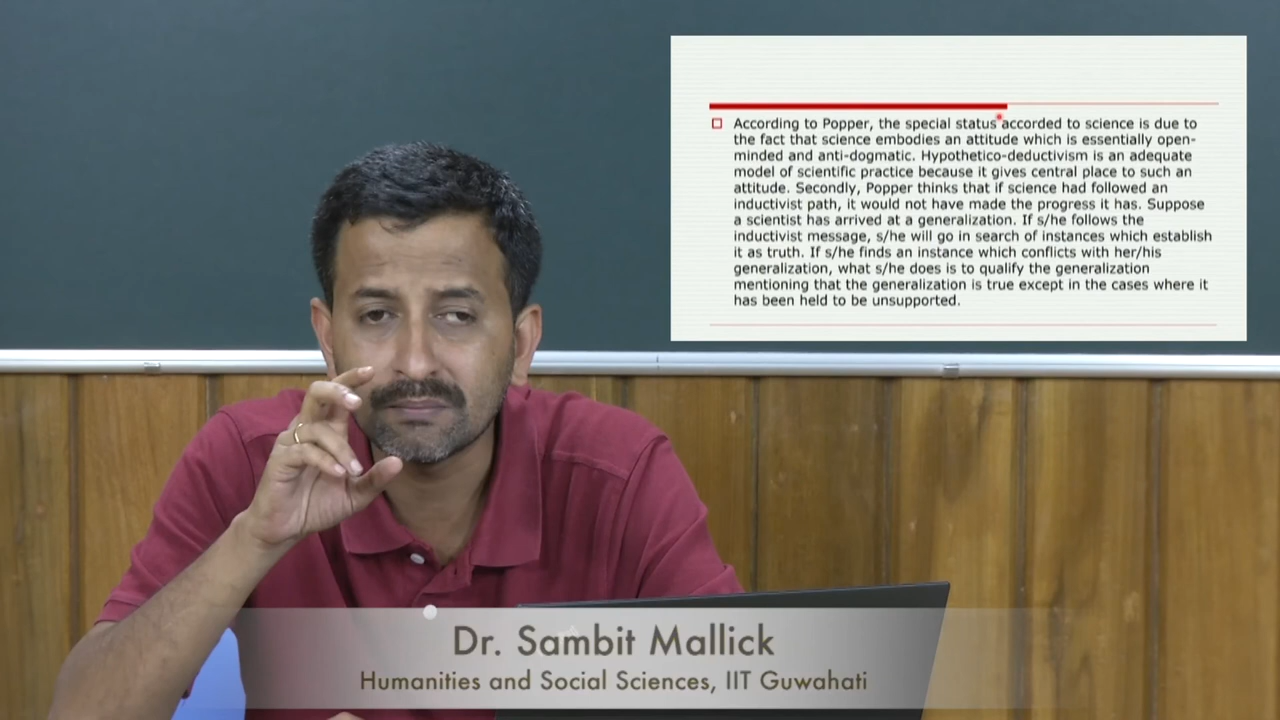 According to Popper, the special status accorded to science is due to
the fact that science embodies an attitude which is essentially open-
minded and anti-dogmatic. Hypothetico-deductivism is an adequate
model of scientific practice because it gives central place to such an
attitude. Secondly, Popper thinks that if science had followed an
inductivist path, it would not have made the progress it has. Suppose
a scientist has arrived at a generalization. If s/he follows the
inductivist message, s/he will go in search of instances which establish
it as truth. If s/he finds an instance which conflicts with her/his
generalization, what s/he does is to qualify the generalization
mentioning that the generalization is true except in the cases where it
has been held to be unsupported.
Dr. Sambit Mallick
Humanities and Social Sciences, IIT Guwahati